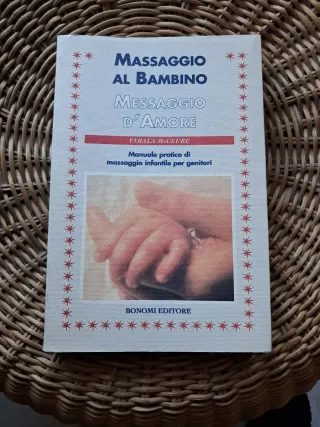 MASSAGGIO
AL BAMBINO
MESSAGGIO
D'AMORE
VIMALA McCLURE
Manuale pratico di
massaggio infantile per genitori
BONOMI EDITORE